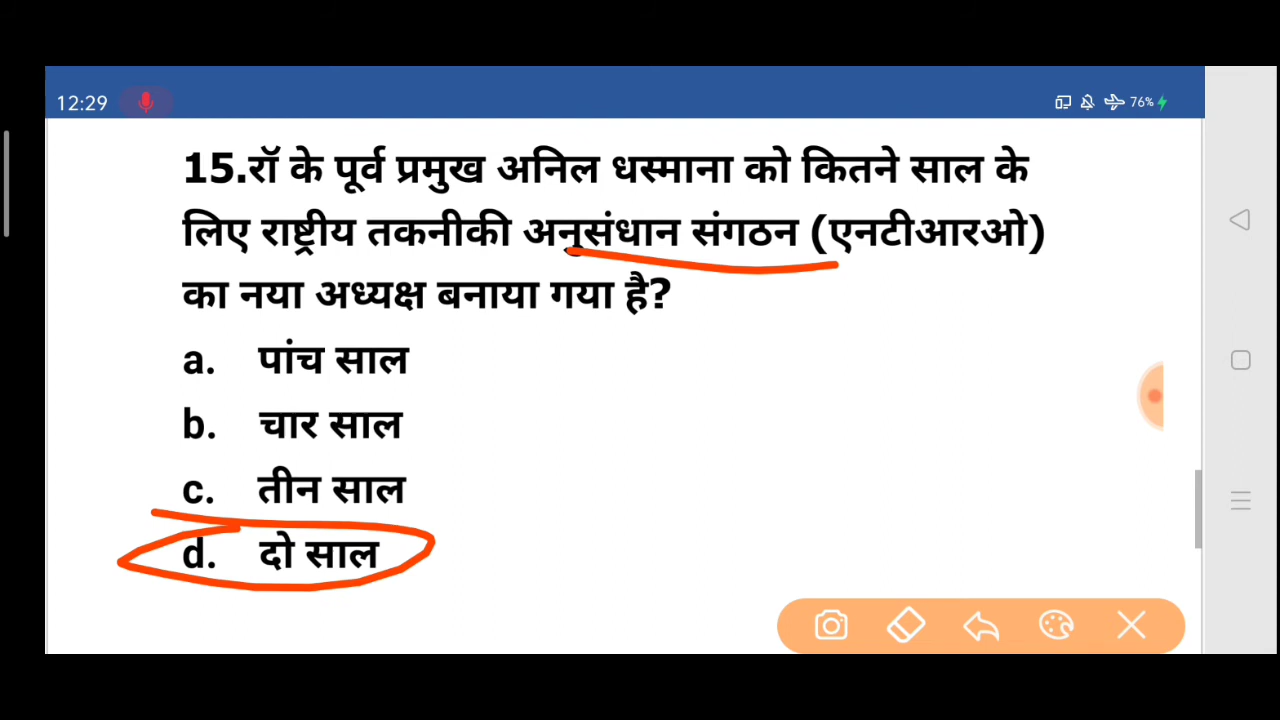 12:29
76%
15.रॉ के पूर्व प्रमुख अनिल धस्माना को कितने साल के
लिए राष्ट्रीय तकनीकी अनुसंधान संगठन (एनटीआरओ)
का नया अध्यक्ष बनाया गया है?
a. पांच साल
b. चार साल
c. तीन साल
d. दो साल